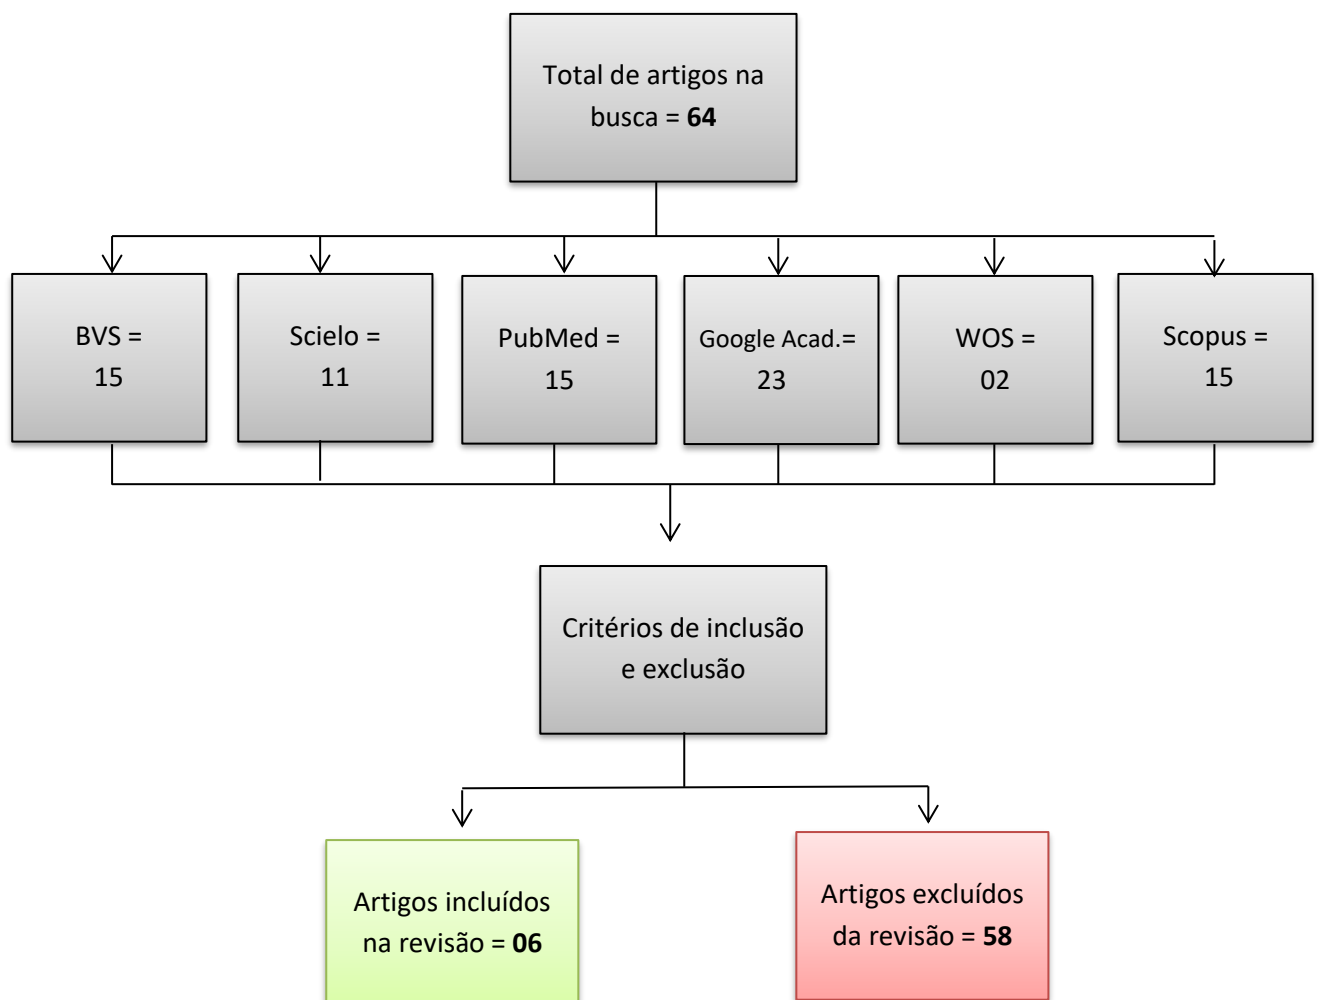 Total de artigos na
busca = 64
BVS =
15
Scielo =
11
PubMed =
15
Google Acad.=
23
WOS =
02
Scopus =
15
Critérios de inclusão
e exclusão
Artigos incluídos
na revisão = 06
Artigos excluídos
da revisão = 58